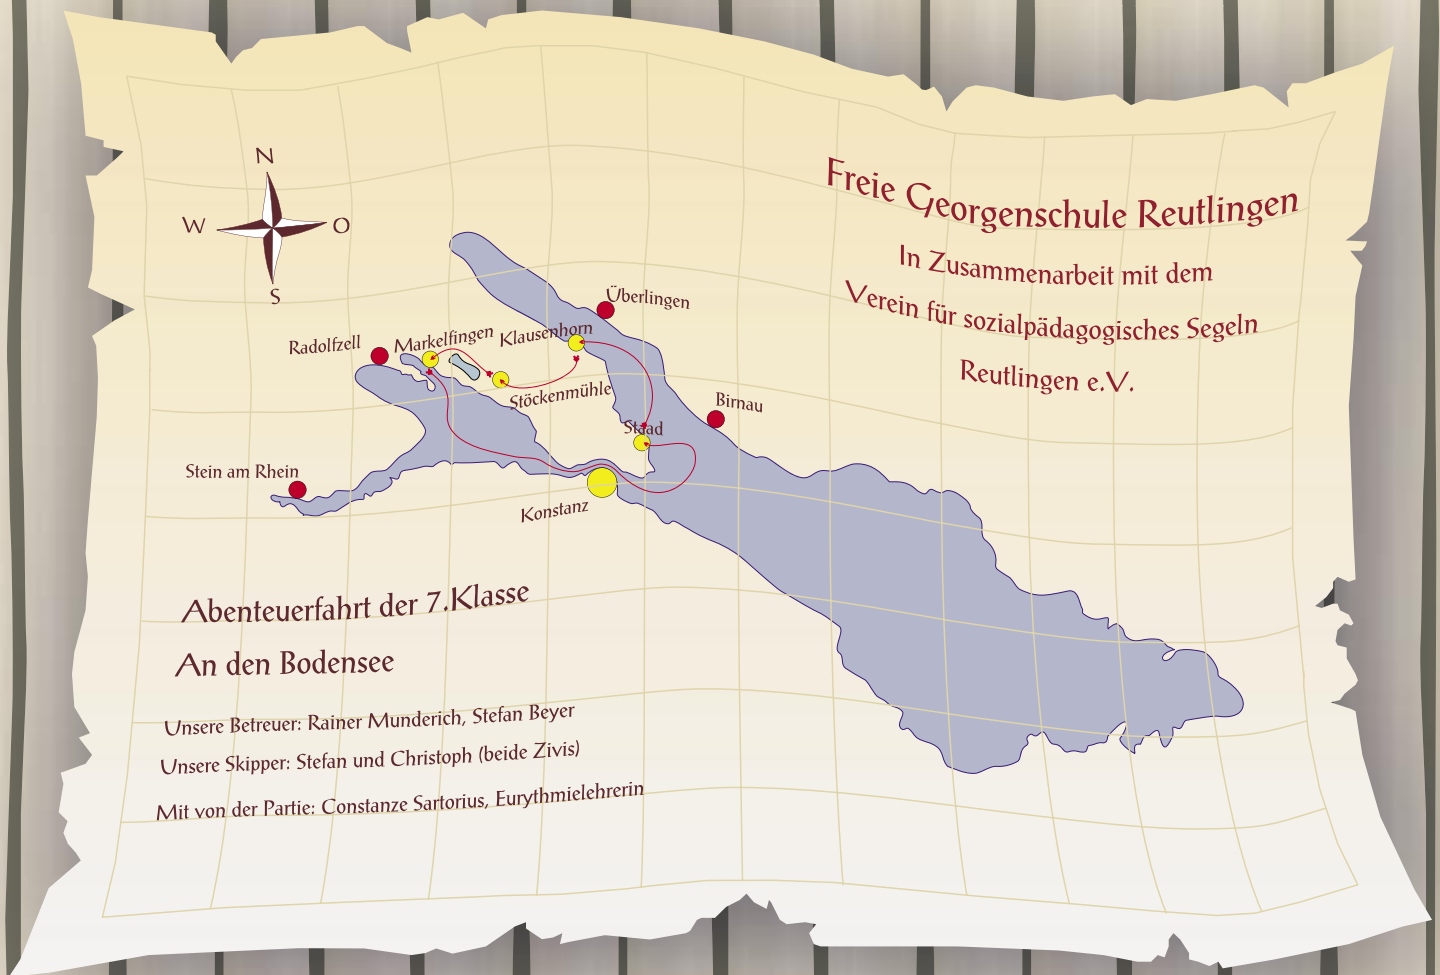 N
W
O
S
Freie Georgenschule Reutlingen
In Zusammenarbeit mit dem
Verein für sozialpädagogisches Segeln
Reutlingen e.V.
Überlingen
Klausenhorn
Markelfingen
Radolfzell
Stöckenmühle
Birnau
Staad
Stein am Rhein
Konstanz
Abenteuerfahrt der 7.Klasse
An den Bodensee
Unsere Betreuer: Rainer Munderich, Stefan Beyer
Unsere Skipper: Stefan und Christoph (beide Zivis)
Mit von der Partie: Constanze Sartorius, Eurythmielehrerin